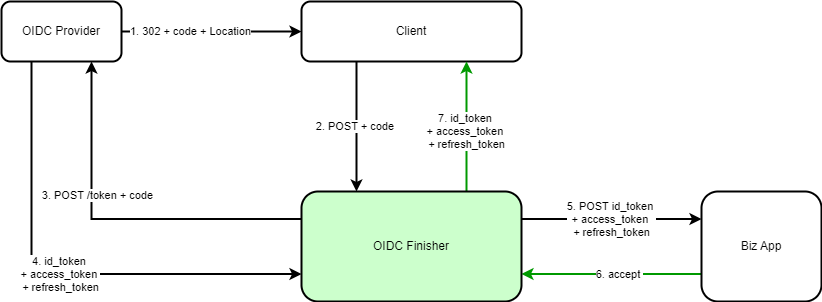 OIDC Provider
1. 302 + code + Location
Client
2. POST + code
7. id_token
+ access_token
+ refresh_token
3. POST /token + code
OIDC Finisher
5. POST id_token
+ access_token
+ refresh_token
Biz App
4. id_token
+ access_token
+ refresh_token
6. accept